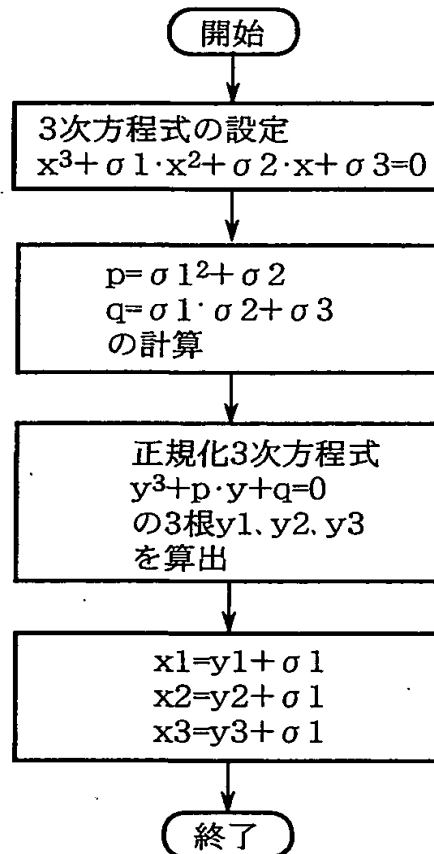 開始
3次方程式の設定
x³+σ1·x²+σ2·x+σ3=0
p=σ1²+σ2
q=σ1·σ2+σ3
の計算
正規化3次方程式
y³+p·y+q=0
の3根y1、y2、y3
を算出
x1=y1+σ1
x2=y2+σ1
x3=y3+σ1
終了